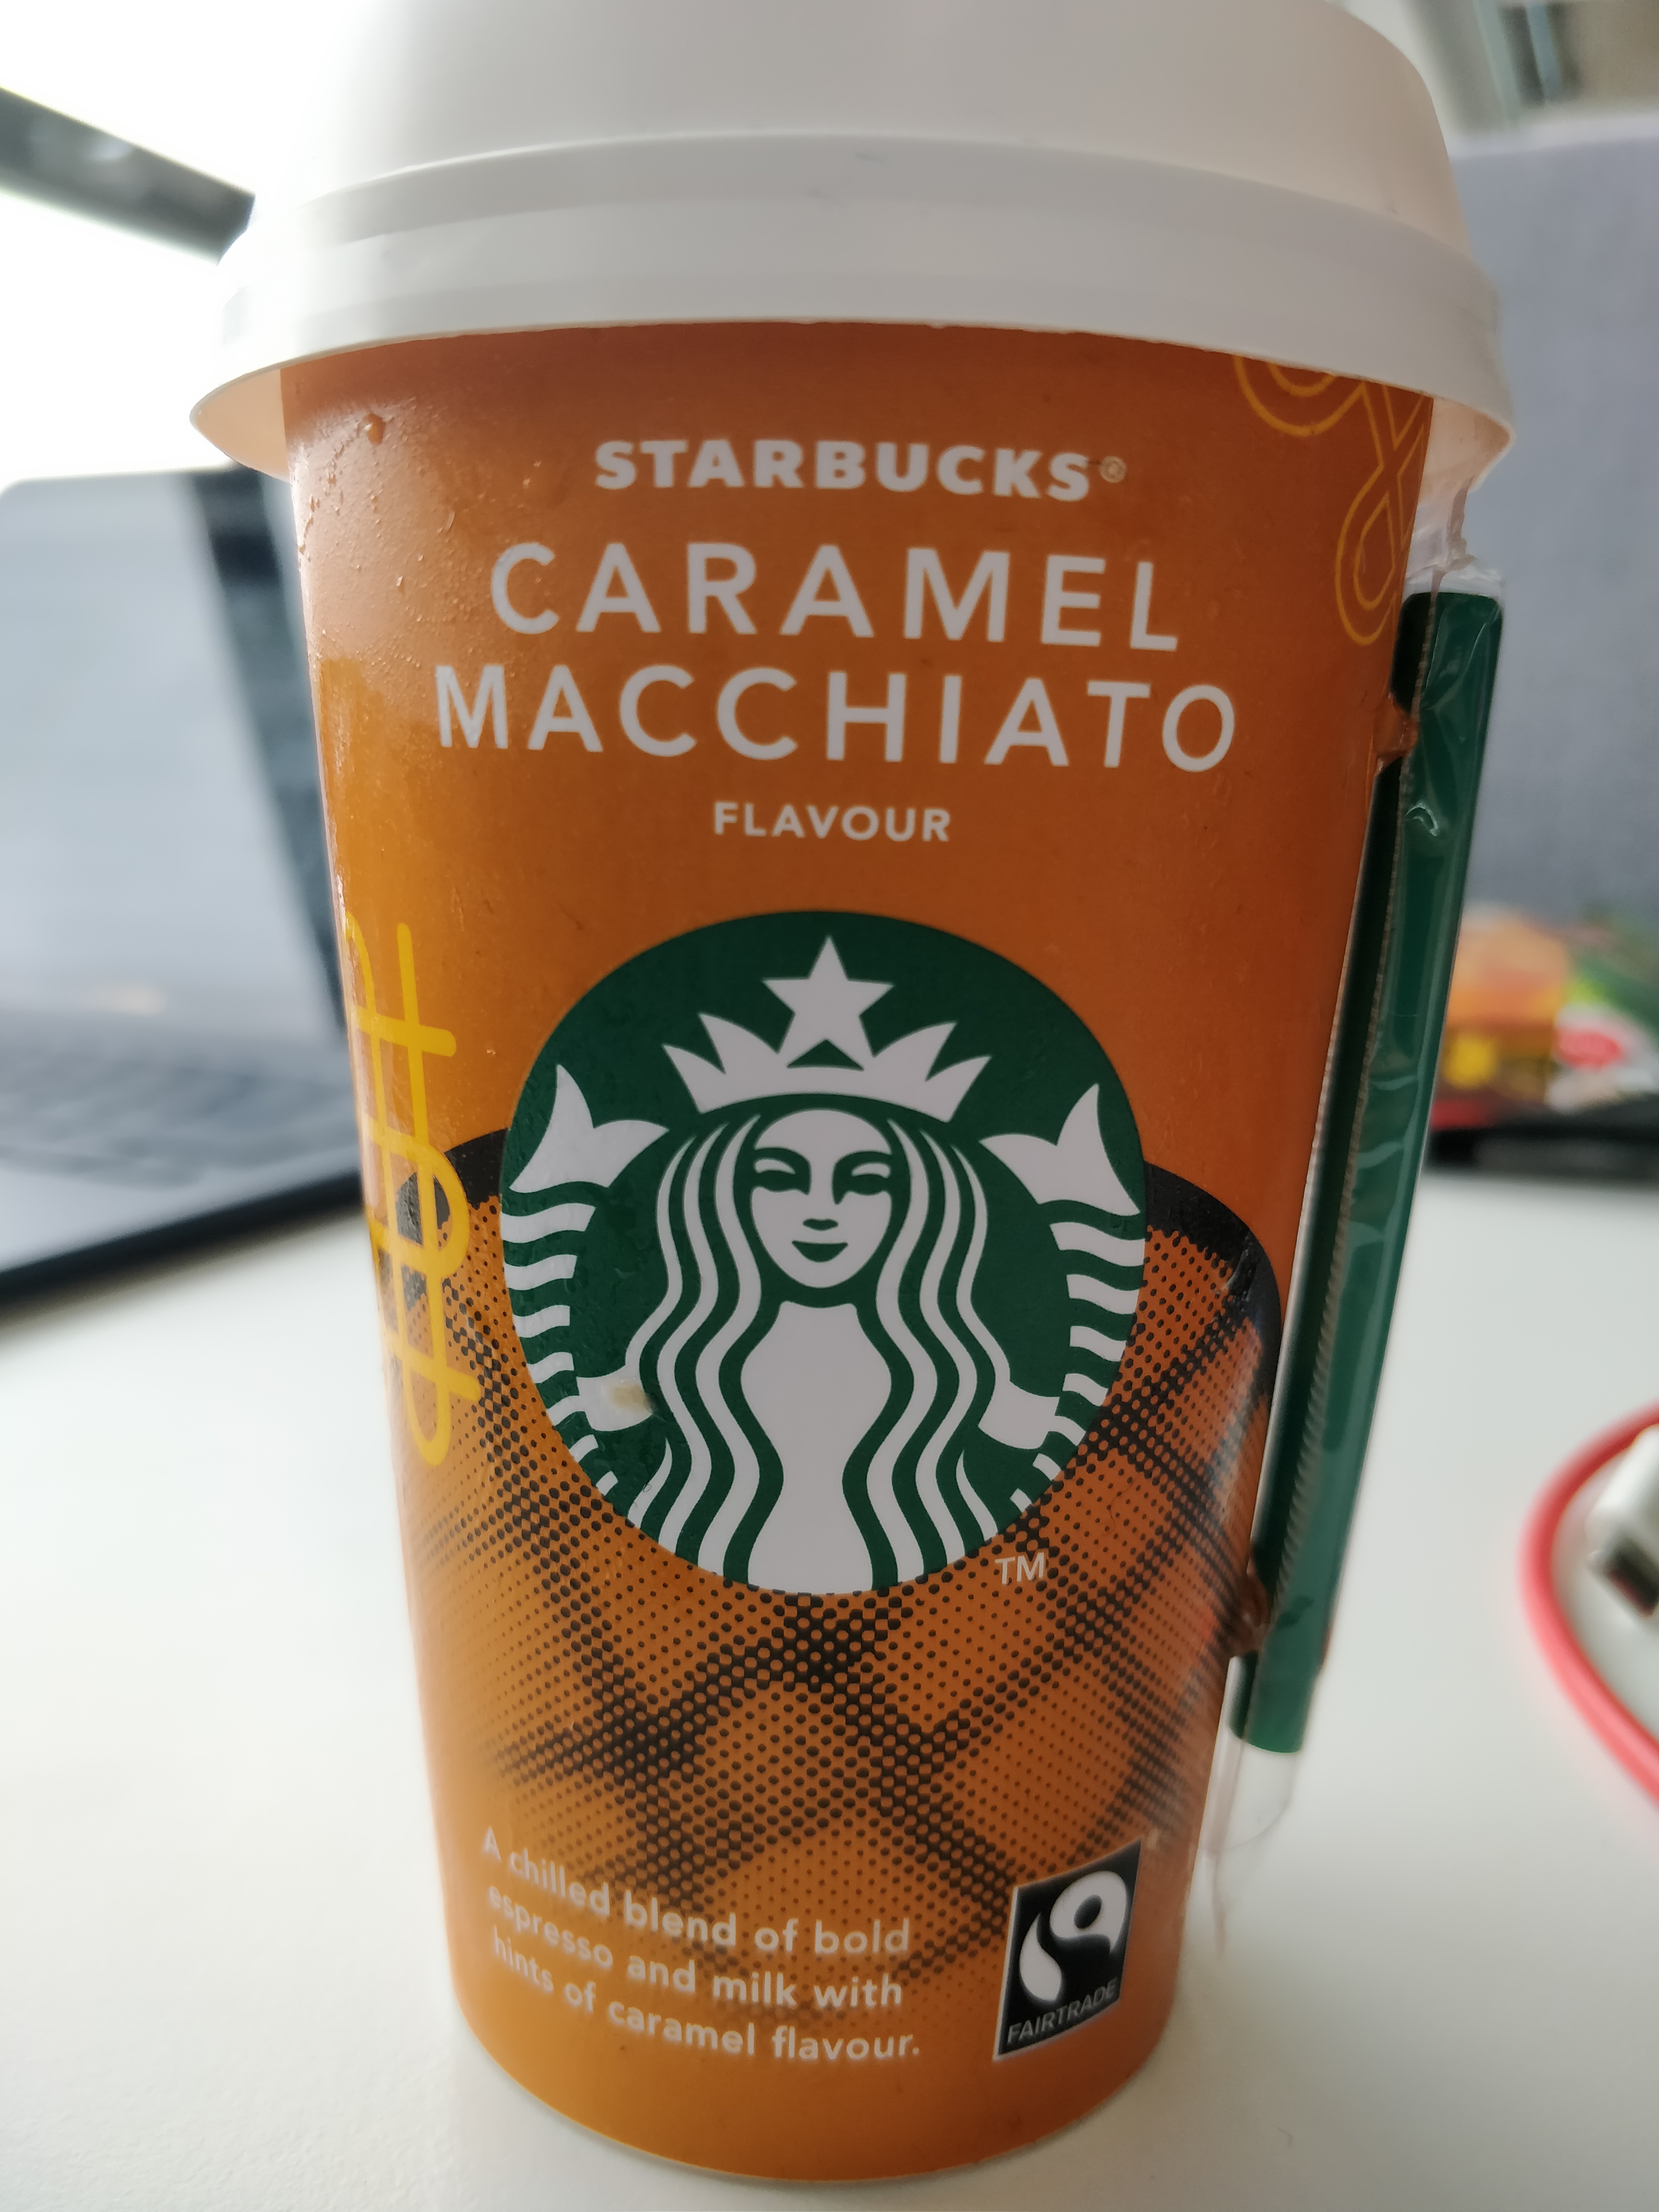 STARBUCKS®
CARAMEL
MACCHIATO
FLAVOUR
TM
A chilled blend of bold
espresso and milk with
hints of caramel flavour.
FAIRTRADE